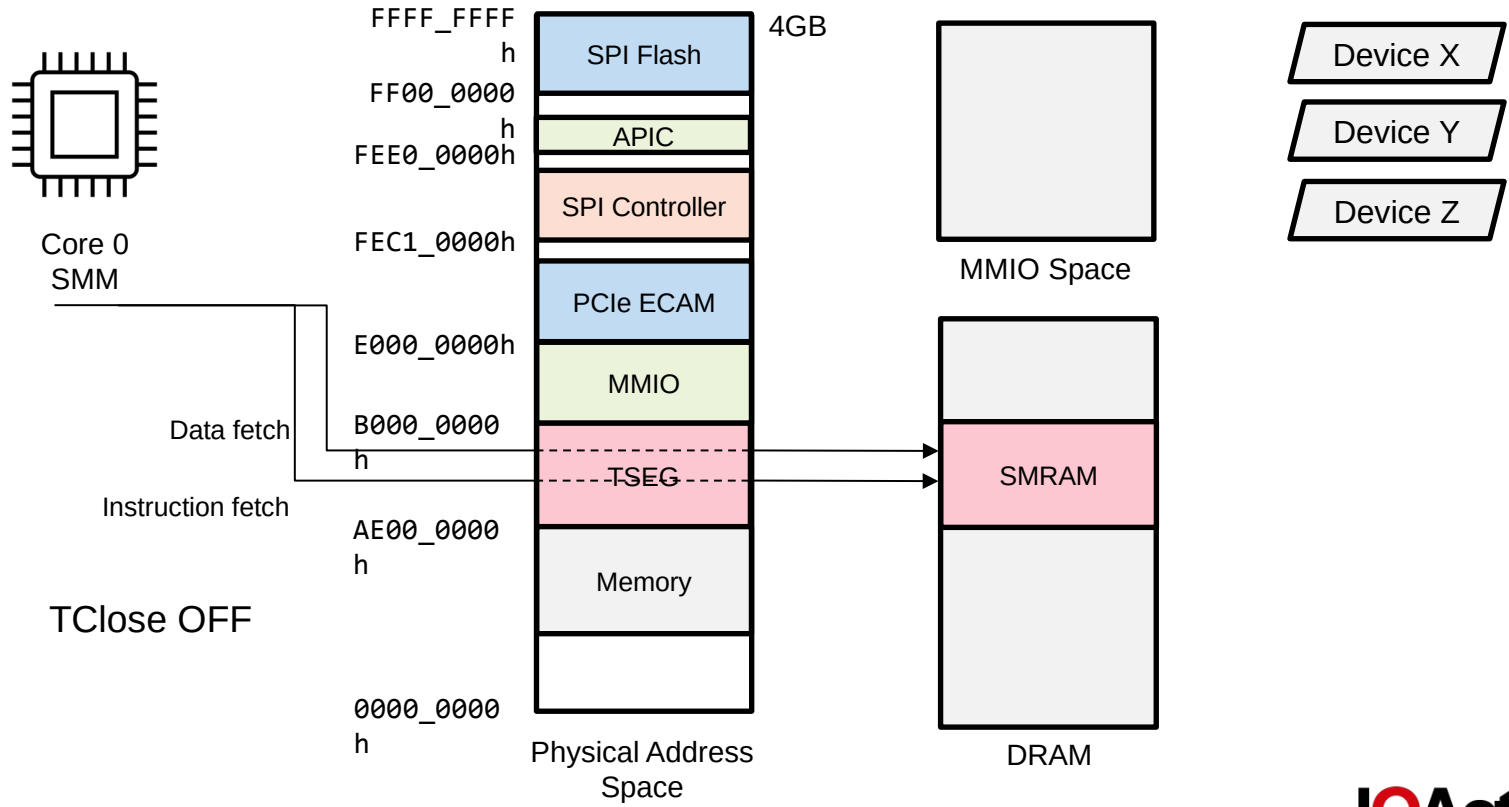 FFFF_FFFF
h
4GB
SPI Flash
Device X
FF00_0000
h
APIC
Device Y
FEE0_0000h
SPI Controller
Device Z
Core 0
SMM
FEC1_0000h
MMIO Space
PCIe ECAM
E000_0000h
MMIO
Data fetch
B000_0000
h
TSEG
SMRAM
Instruction fetch
AE00_0000
h
Memory
TClose OFF
0000_0000
h
Physical Address
Space
DRAM